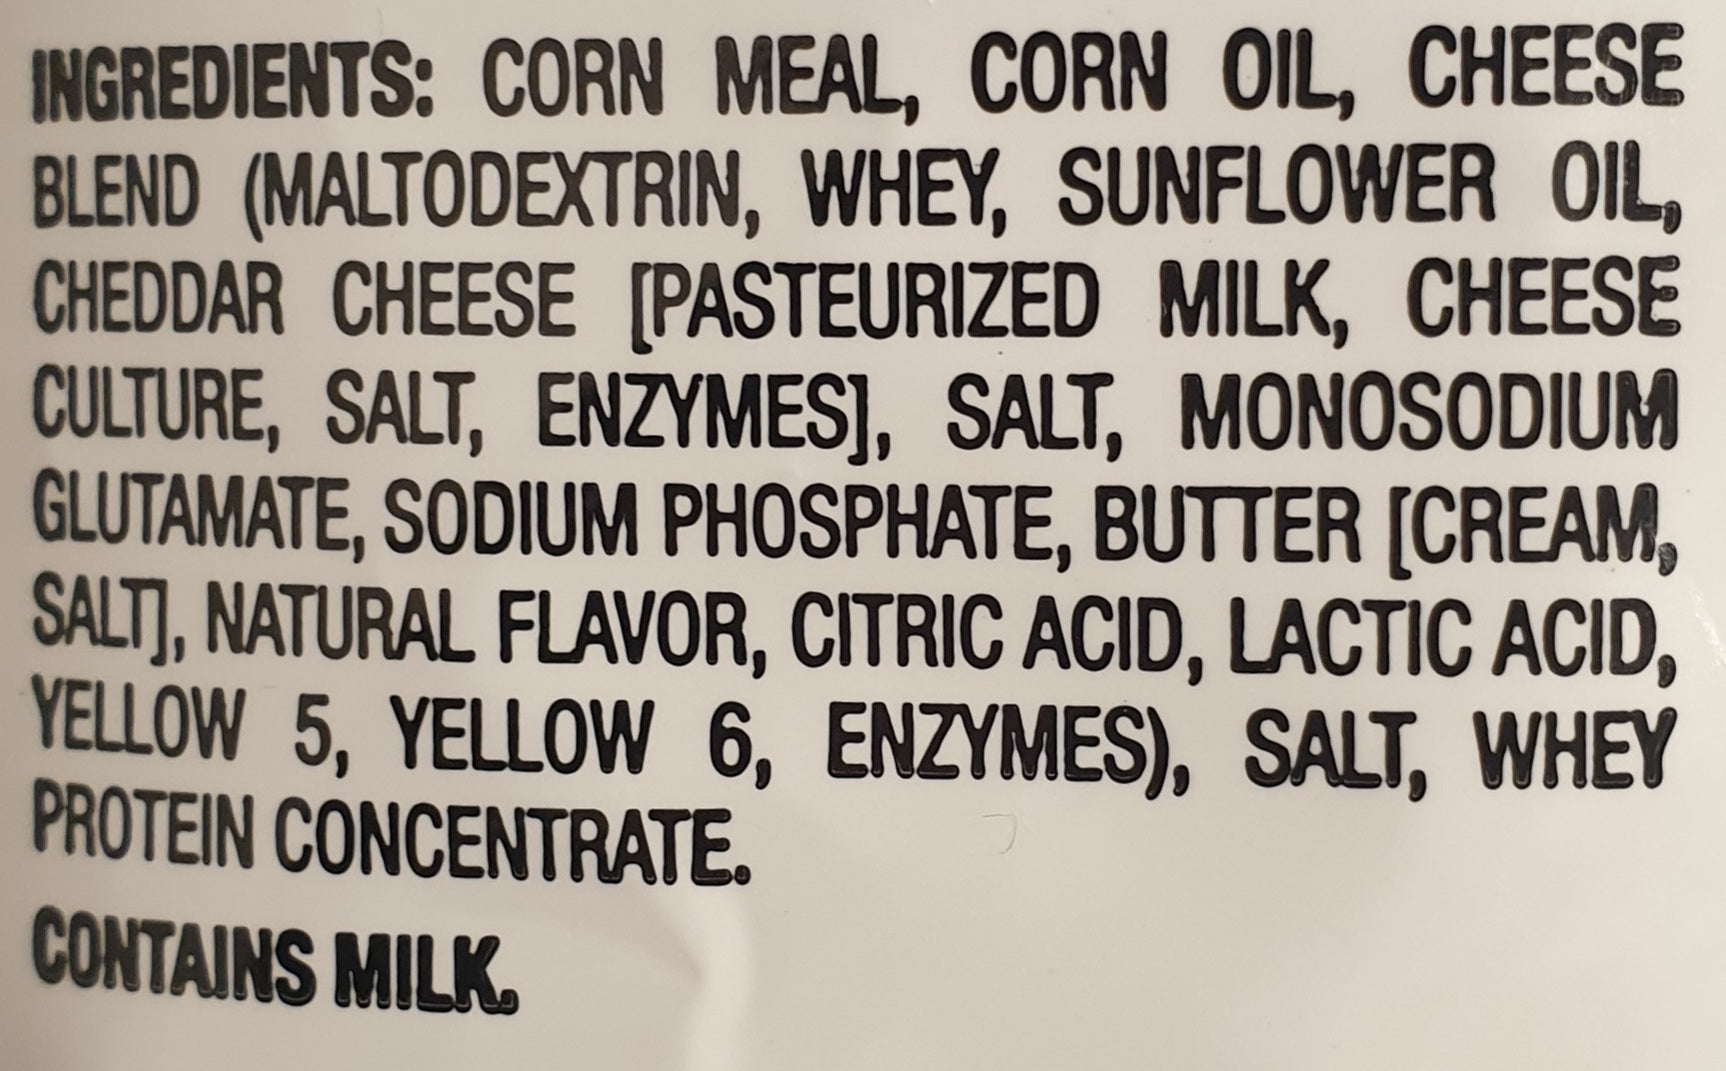 INGREDIENTS: CORN MEAL, CORN OIL, CHEESE
BLEND (MALTODEXTRIN, WHEY, SUNFLOWER OIL,
CHEDDAR CHEESE [PASTEURIZED MILK, CHEESE
CULTURE, SALT, ENZYMES], SALT, MONOSODIUM
GLUTAMATE, SODIUM PHOSPHATE, BUTTER [CREAM,
SALT], NATURAL FLAVOR, CITRIC ACID, LACTIC ACID,
YELLOW 5, YELLOW 6, ENZYMES), SALT, WHEY
PROTEIN CONCENTRATE.
CONTAINS MILK.